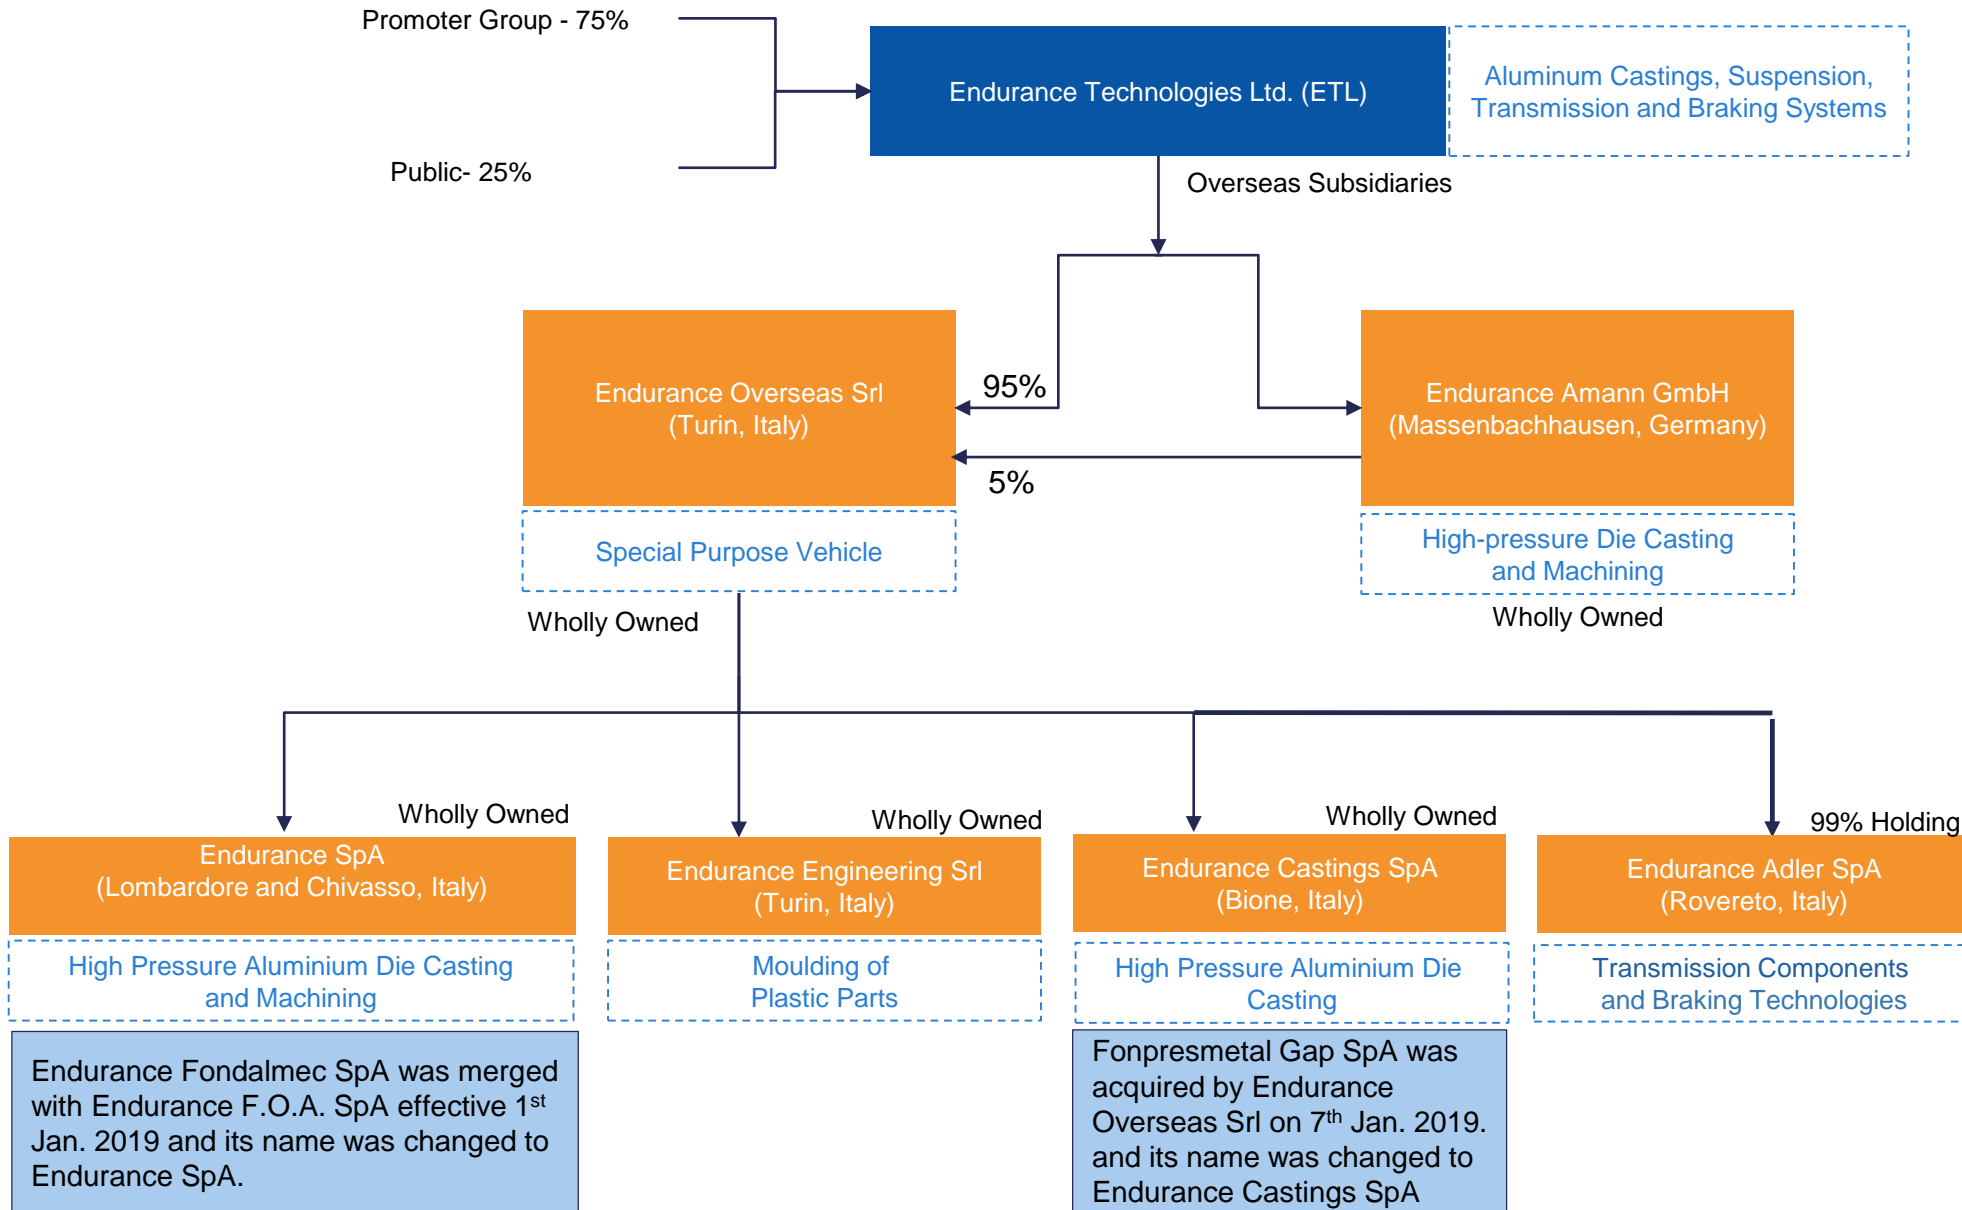 Promoter Group - 75%
Public- 25%
Endurance Technologies Ltd. (ETL)
Aluminum Castings, Suspension,
Transmission and Braking Systems
Overseas Subsidiaries
Endurance Overseas Srl
(Turin, Italy)
95%
5%
Endurance Amann GmbH
(Massenbachhausen, Germany)
Special Purpose Vehicle
High-pressure Die Casting
and Machining
Wholly Owned
Wholly Owned
Wholly Owned
Endurance SpA
(Lombardore and Chivasso, Italy)
High Pressure Aluminium Die Casting
and Machining
Endurance Fondalmec SpA was merged
with Endurance F.O.A. SpA effective 1st
Jan. 2019 and its name was changed to
Endurance SpA.
Wholly Owned
Endurance Engineering Srl
(Turin, Italy)
Moulding of
Plastic Parts
Wholly Owned
Endurance Castings SpA
(Bione, Italy)
High Pressure Aluminium Die
Casting
Fonpresmetal Gap SpA was
acquired by Endurance
Overseas Srl on 7th Jan. 2019.
and its name was changed to
Endurance Castings SpA
99% Holding
Endurance Adler SpA
(Rovereto, Italy)
Transmission Components
and Braking Technologies